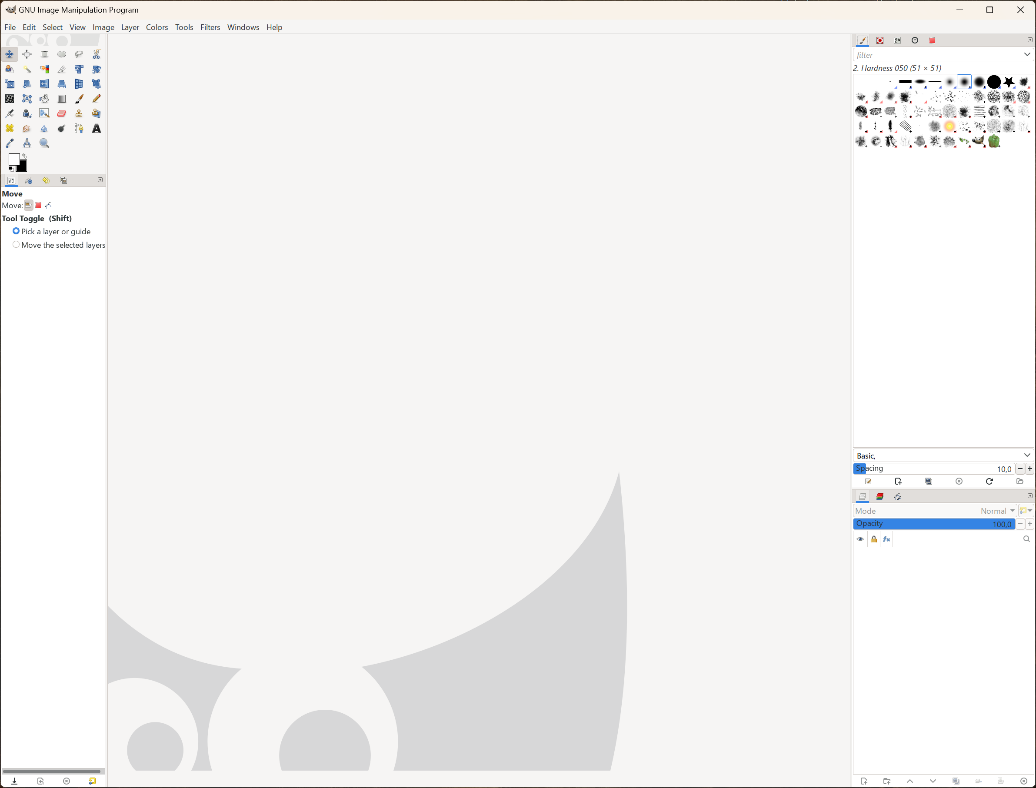 GNU Image Manipulation Program
File Edit Select View Image Layer Colors Tools Filters Windows Help
filter
2. Hardness 050 (51 × 51)
Move
Move:
Tool Toggle (Shift)
Pick a layer or guide
Move the selected layers
Basic,
Spacing 10,0
Mode Normal
Opacity 100,0